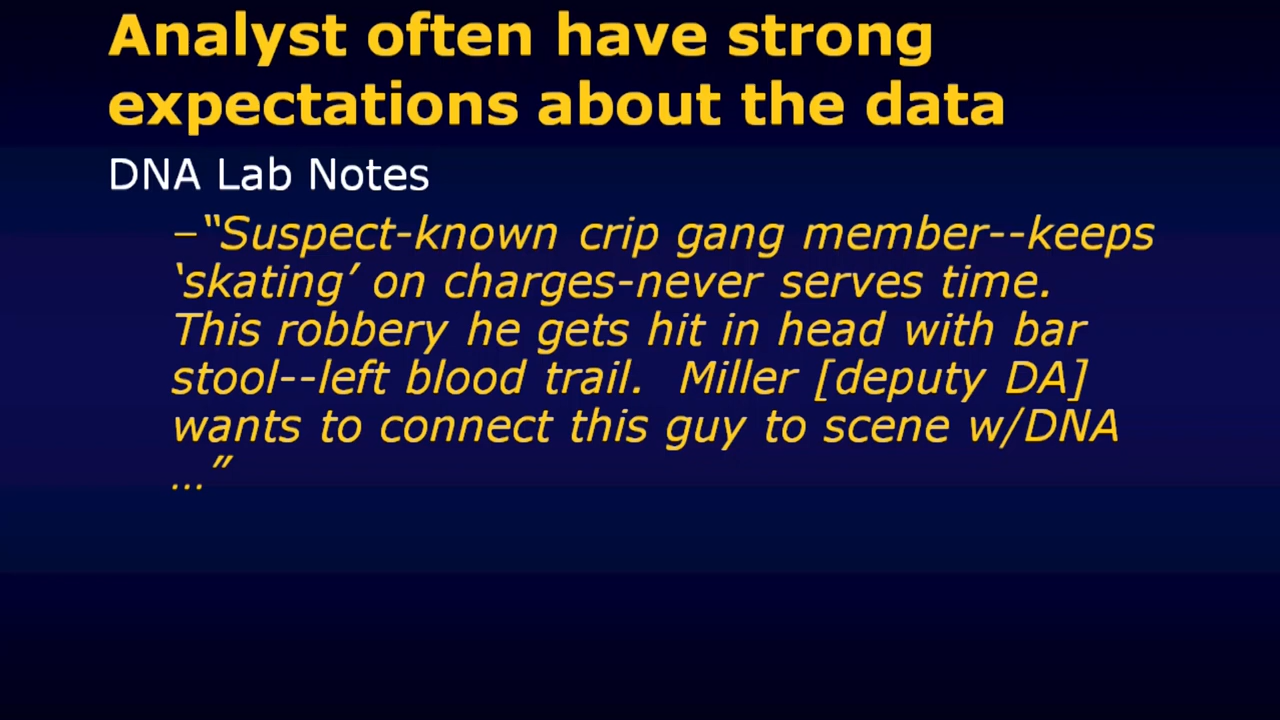 Analyst often have strong
expectations about the data
DNA Lab Notes
–“Suspect-known crip gang member--keeps
‘skating’ on charges-never serves time.
This robbery he gets hit in head with bar
stool--left blood trail.  Miller [deputy DA]
wants to connect this guy to scene w/DNA
…”